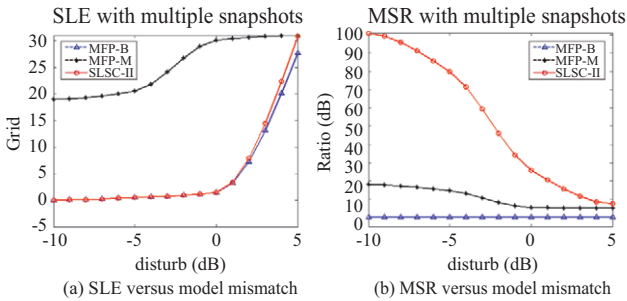 SLE with multiple snapshots
30
25
20
15
10
5
0
-5
Grid
MFP-B
MFP-M
SLSC-II
-10
-5
0
5
disturb (dB)
(a) SLE versus model mismatch
MSR with multiple snapshots
100
90
80
70
60
50
40
30
20
10
0
Ratio (dB)
MFP-B
MFP-M
SLSC-II
-10
-5
0
5
disturb (dB)
(b) MSR versus model mismatch